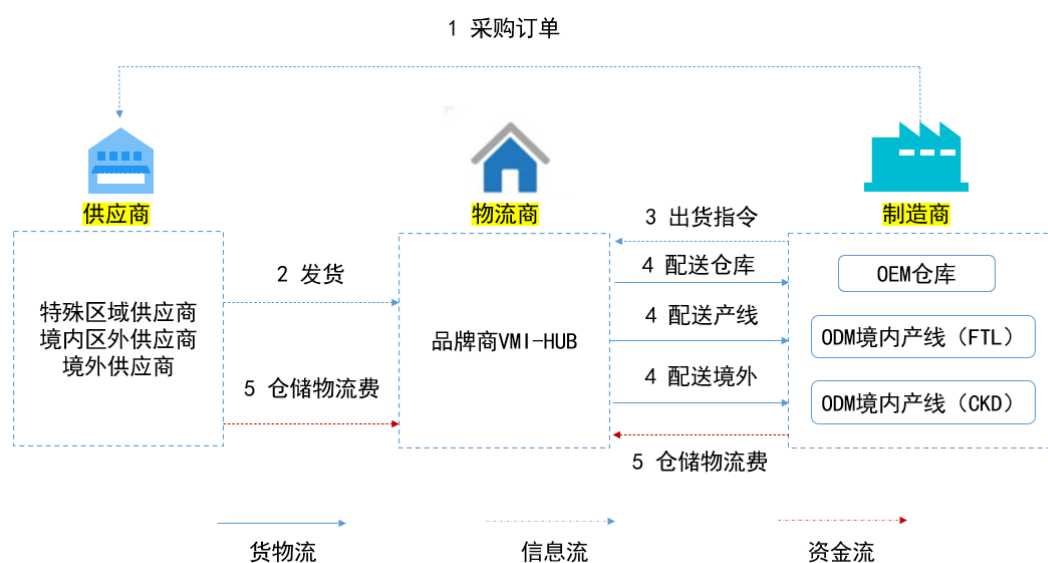 1 采购订单
供应商
物流商
制造商
3 出货指令
2 发货
4 配送仓库
OEM仓库
特殊区域供应商
境内区外供应商
境外供应商
品牌商VMI-HUB
4 配送产线
ODM境内产线（FTL）
5 仓储物流费
4 配送境外
ODM境内产线（CKD）
5 仓储物流费
货物流
信息流
资金流